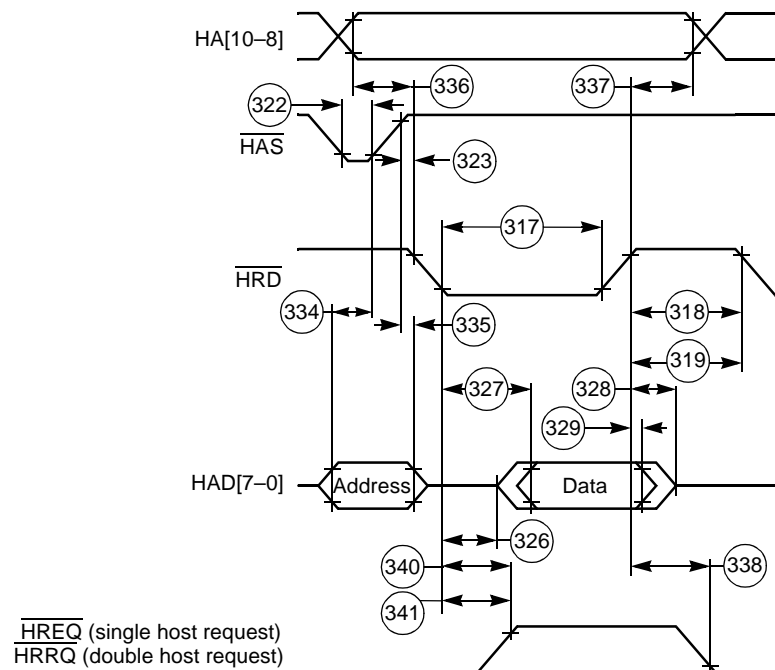 HA[10–8]
336
337
322
HAS
323
317
HRD
334
335
318
319
327
328
329
HAD[7–0]
Address
Data
326
340
338
341
HREQ (single host request)
HRRQ (double host request)